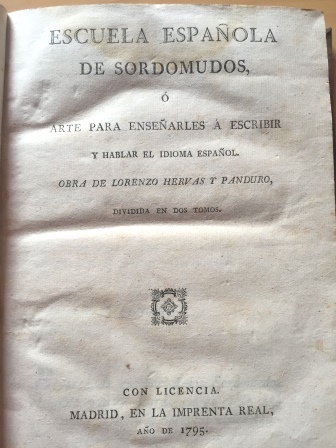 ESCUELA ESPAÑOLA
DE SORDOMUDOS,
Ó
ARTE PARA ENSEÑARLES Á ESCRIBIR
Y HABLAR EL IDIOMA ESPAÑOL.
OBRA DE LORENZO HERVAS Y PANDURO,
DIVIDIDA EN DOS TOMOS.
CON LICENCIA.
MADRID, EN LA IMPRENTA REAL,
AÑO DE 1795.